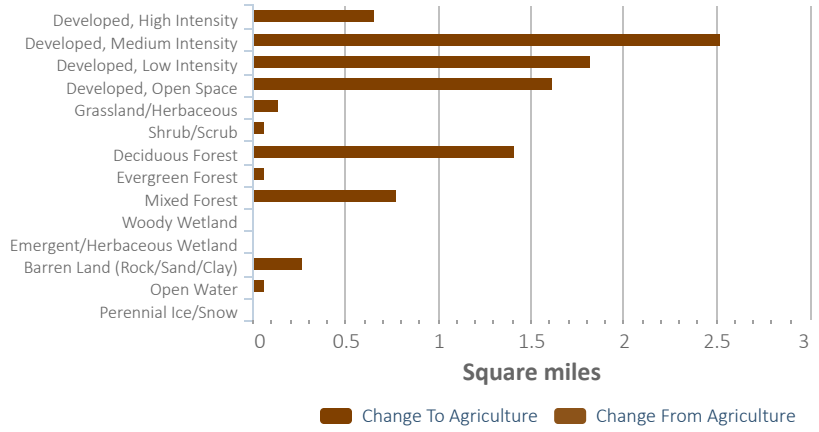 Developed, High Intensity
Developed, Medium Intensity
Developed, Low Intensity
Developed, Open Space
Grassland/Herbaceous
Shrub/Scrub
Deciduous Forest
Evergreen Forest
Mixed Forest
Woody Wetland
Emergent/Herbaceous Wetland
Barren Land (Rock/Sand/Clay)
Open Water
Perennial Ice/Snow
0 0.5 1 1.5 2 2.5 3
Square miles
Change To Agriculture Change From Agriculture